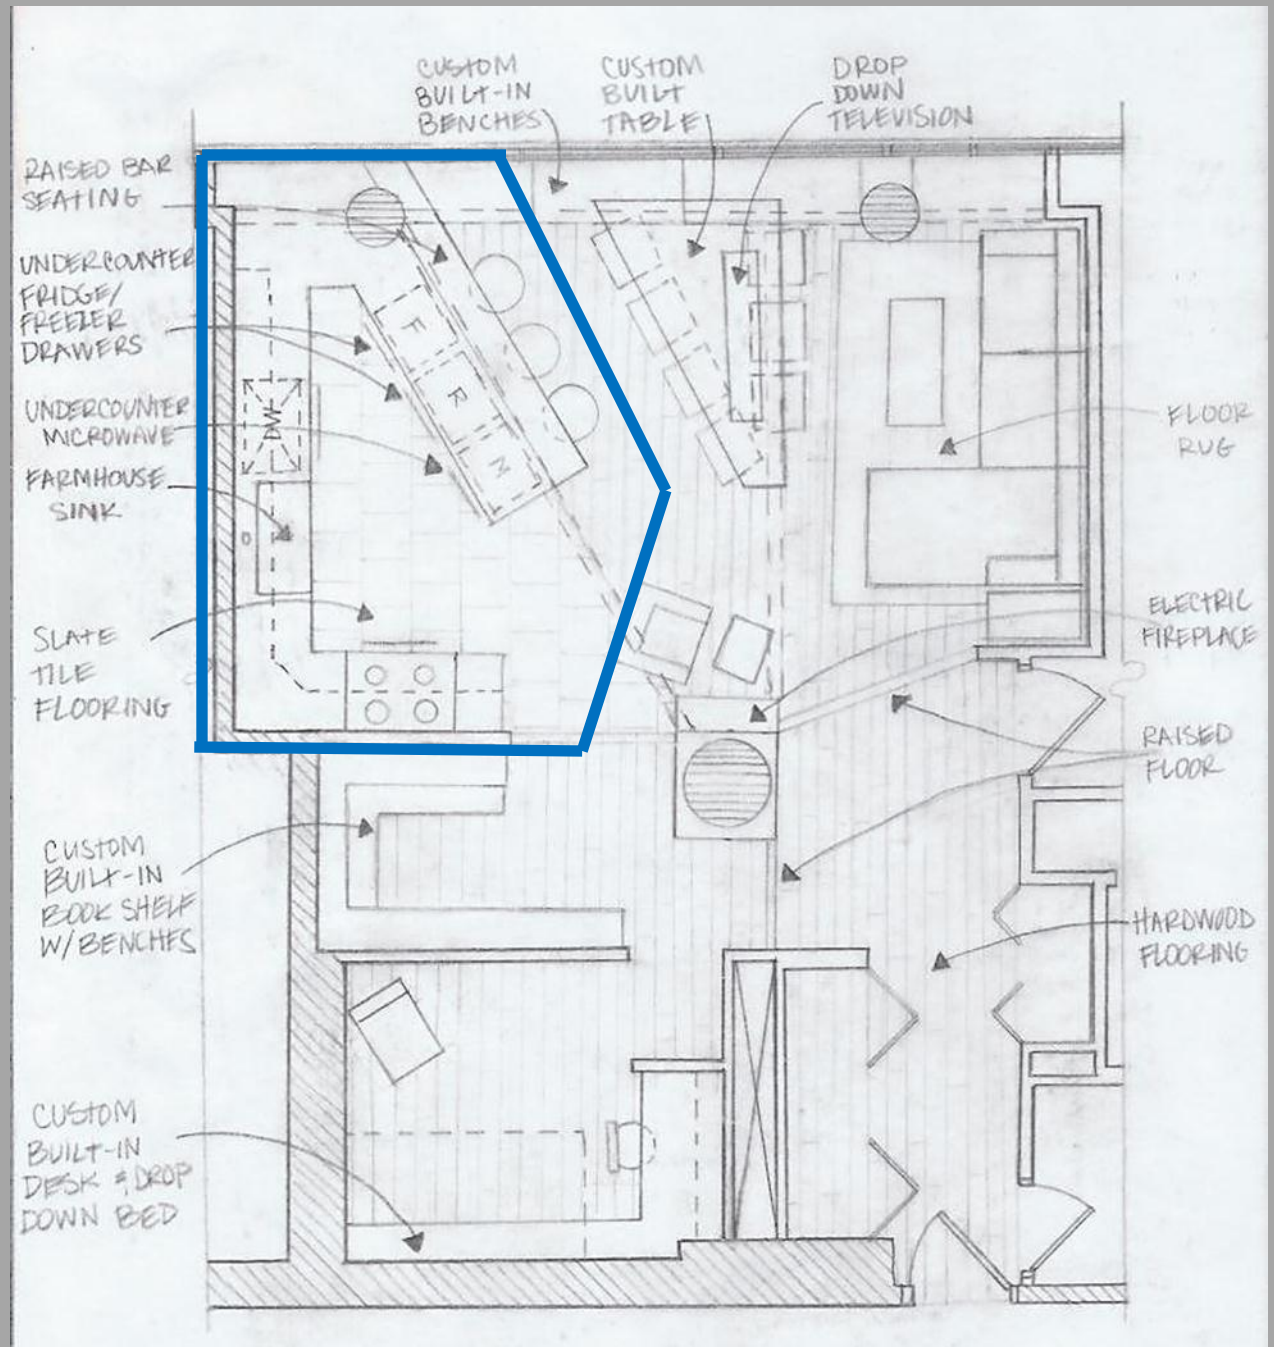 CUSTOM
BUILT-IN
BENCHES
CUSTOM
BUILT
TABLE
DROP
DOWN
TELEVISION
RAISED BAR
SEATING
UNDERCOUNTER
FRIDGE/
FREEZER
DRAWERS
UNDERCOUNTER
MICROWAVE
FARMHOUSE
SINK
SLATE
TILE
FLOORING
F
R
M
DW
FLOOR
RUG
ELECTRIC
FIREPLACE
RAISED
FLOOR
CUSTOM
BUILT-IN
BOOK SHELF
W/BENCHES
HARDWOOD
FLOORING
CUSTOM
BUILT-IN
DESK & DROP
DOWN BED